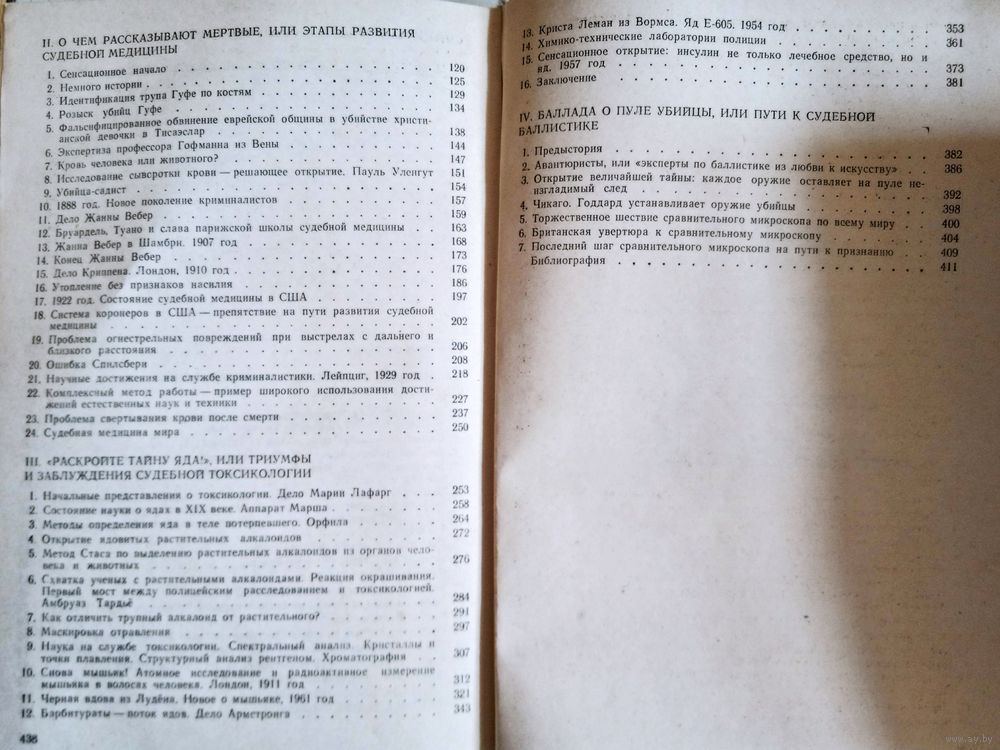 II. О ЧЕМ РАССКАЗЫВАЮТ МЕРТВЫЕ, ИЛИ ЭТАПЫ РАЗВИТИЯ
СУДЕБНОЙ МЕДИЦИНЫ
1. Сенсационное начало . . . 120
2. Немного истории . . . 125
3. Идентификация трупа Гуфе по костям . . . 129
4. Розыск убийц Гуфе . . . 134
5. Фальсифицированное обвинение еврейской общины в убийстве христи-
анской девочки в Тисаэслар . . . 138
6. Экспертиза профессора Гофманна из Вены . . . 144
7. Кровь человека или животного? . . . 147
8. Исследование сыворотки крови — решающее открытие. Пауль Уленгут 151
9. Убийца-садист . . . 154
10. 1888 год. Новое поколение криминалистов . . . 157
11. Дело Жанны Вебер . . . 159
12. Бруардель, Туано и слава парижской школы судебной медицины . . . 163
13. Жанна Вебер в Шамбри. 1907 год . . . 168
14. Конец Жанны Вебер . . . 173
15. Дело Криппена. Лондон, 1910 год . . . 176
16. Утопление без признаков насилия . . . 186
17. 1922 год. Состояние судебной медицины в США . . . 197
18. Система коронеров в США — препятствие на пути развития судебной
медицины . . . 202
19. Проблема огнестрельных повреждений при выстрелах с дальнего и
близкого расстояния . . . 206
20. Ошибка Спилсбери . . . 208
21. Научные достижения на службе криминалистики. Лейпциг, 1929 год . 218
22. Комплексный метод работы — пример широкого использования дости-
жений естественных наук и техники . . . 227
23. Проблема свертывания крови после смерти . . . 237
24. Судебная медицина мира . . . 250
III. «РАСКРОЙТЕ ТАЙНУ ЯДА!», ИЛИ ТРИУМФЫ
И ЗАБЛУЖДЕНИЯ СУДЕБНОЙ ТОКСИКОЛОГИИ
1. Начальные представления о токсикологии. Дело Марии Лафарг . . . 253
2. Состояние науки о ядах в XIX веке. Аппарат Марша . . . 258
3. Методы определения яда в теле потерпевшего. Орфила . . . 264
4. Открытие ядовитых растительных алкалоидов . . . 272
5. Метод Стаса по выделению растительных алкалоидов из органов чело-
века и животных . . . 276
6. Схватка ученых с растительными алкалоидами. Реакция окрашивания.
Первый мост между полицейским расследованием и токсикологией.
Амбруаз Тардьё . . . 284
7. Как отличить трупный алкалоид от растительного? . . . 291
8. Маскировка отравления . . . 297
9. Наука на службе токсикологии. Спектральный анализ. Кристаллы и
точки плавления. Структурный анализ рентгеном. Хроматография . . 307
10. Снова мышьяк! Атомное исследование и радиоактивное измерение
мышьяка в волосах человека. Лондон, 1911 год . . . 312
11. Черная вдова из Лудёна. Новое о мышьяке, 1961 год . . . 321
12. Барбитураты — поток ядов. Дело Армстронга . . . 343
438
13. Криста Леман из Вормса. Яд Е-605. 1954 год . . . 353
14. Химико-технические лаборатории полиции . . . 361
15. Сенсационное открытие: инсулин не только лечебное средство, но и
яд. 1957 год . . . 373
16. Заключение . . . 381
IV. БАЛЛАДА О ПУЛЕ УБИЙЦЫ, ИЛИ ПУТИ К СУДЕБНОЙ
БАЛЛИСТИКЕ
1. Предыстория . . . 382
2. Авантюристы, или «эксперты по баллистике из любви к искусству» . . 386
3. Открытие величайшей тайны: каждое оружие оставляет на пуле не-
изгладимый след . . . 392
4. Чикаго. Годдард устанавливает оружие убийцы . . . 398
5. Торжественное шествие сравнительного микроскопа по всему миру . . 400
6. Британская увертюра к сравнительному микроскопу . . . 404
7. Последний шаг сравнительного микроскопа на пути к признанию . . 409
Библиография . . . 411
www.ay.by